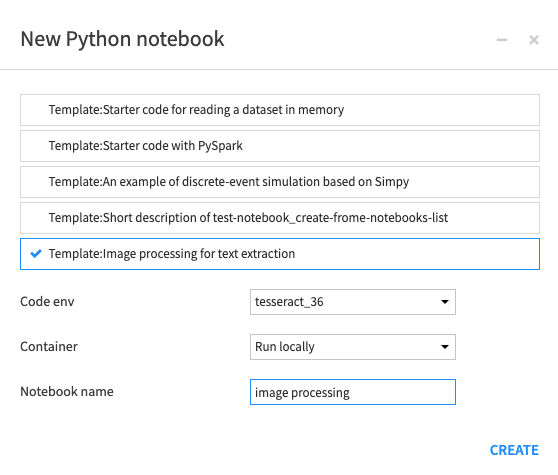 New Python notebook
Template:Starter code for reading a dataset in memory
Template:Starter code with PySpark
Template:An example of discrete-event simulation based on Simpy
Template:Short description of test-notebook_create-frome-notebooks-list
Template:Image processing for text extraction
Code env tesseract_36
Container Run locally
Notebook name image processing
CREATE